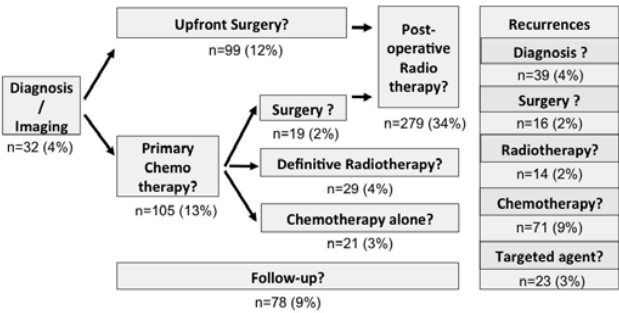 Diagnosis
/
Imaging
n=32 (4%)
Upfront Surgery?
n=99 (12%)
Primary
Chemo
therapy?
n=105 (13%)
Surgery ?
n=19 (2%)
Definitive Radiotherapy?
n=29 (4%)
Chemotherapy alone?
n=21 (3%)
Post-
operative
Radio
therapy?
n=279 (34%)
Follow-up?
n=78 (9%)
Recurrences
Diagnosis ?
n=39 (4%)
Surgery ?
n=16 (2%)
Radiotherapy?
n=14 (2%)
Chemotherapy?
n=71 (9%)
Targeted agent?
n=23 (3%)